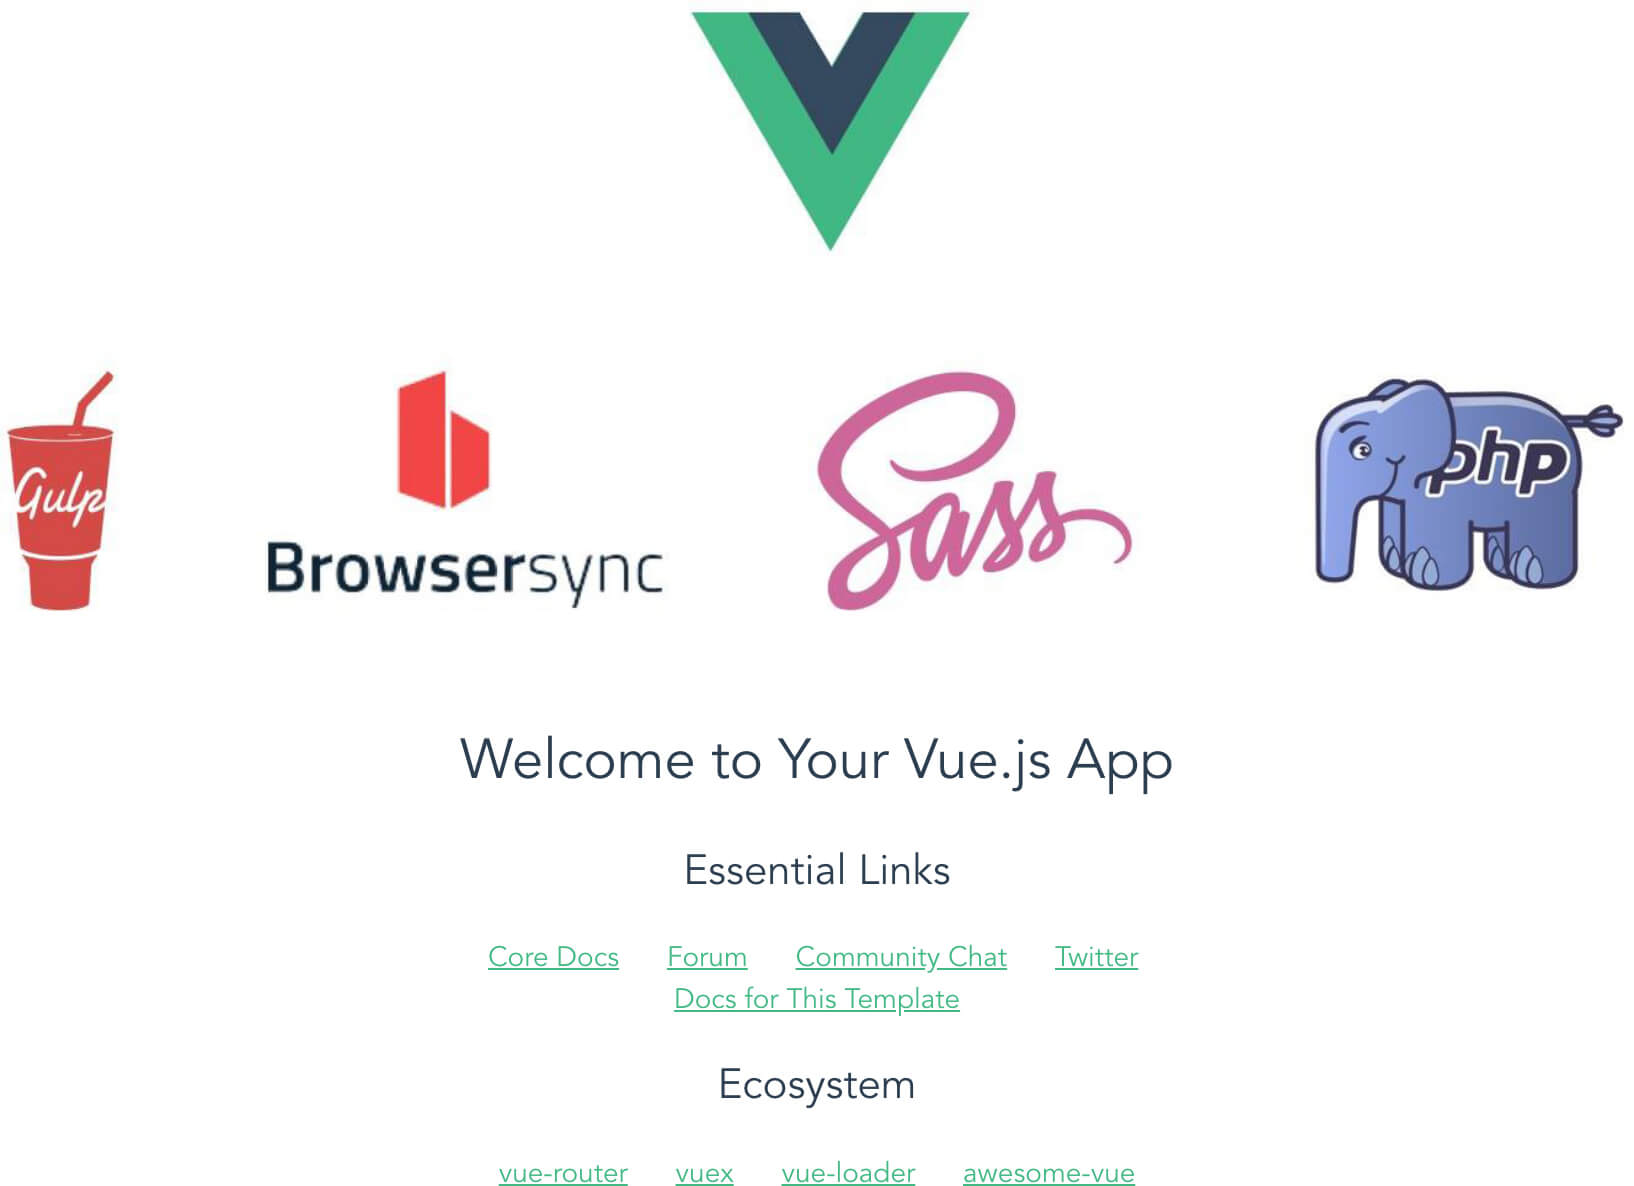 Gulp
Browsersync
Sass
php
Welcome to Your Vue.js App
Essential Links
Core Docs Forum Community Chat Twitter
Docs for This Template
Ecosystem
vue-router vuex vue-loader awesome-vue